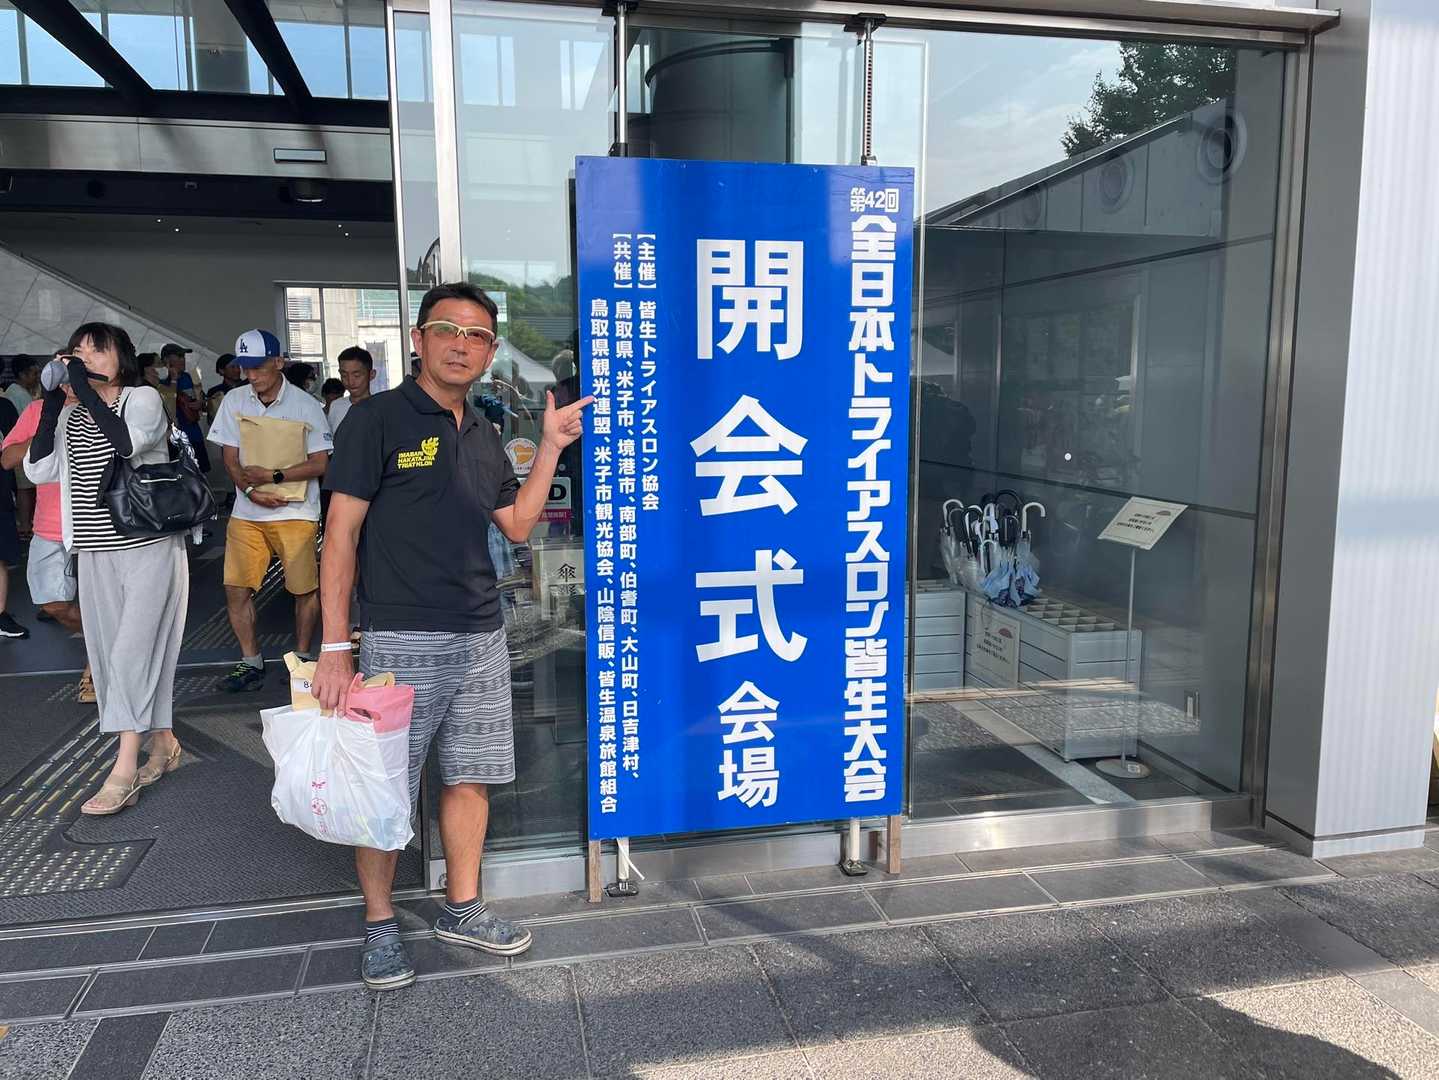 第42回
全日本トライアスロン皆生大会
開会式会場
【主催】皆生トライアスロン協会
【共催】鳥取県、米子市、境港市、南部町、伯耆町、大山町、日吉津村、
鳥取県観光連盟、米子市観光協会、山陰信販、皆生温泉旅館組合
IMABARI
HAKATAJIMA
TRIATHLON
LA